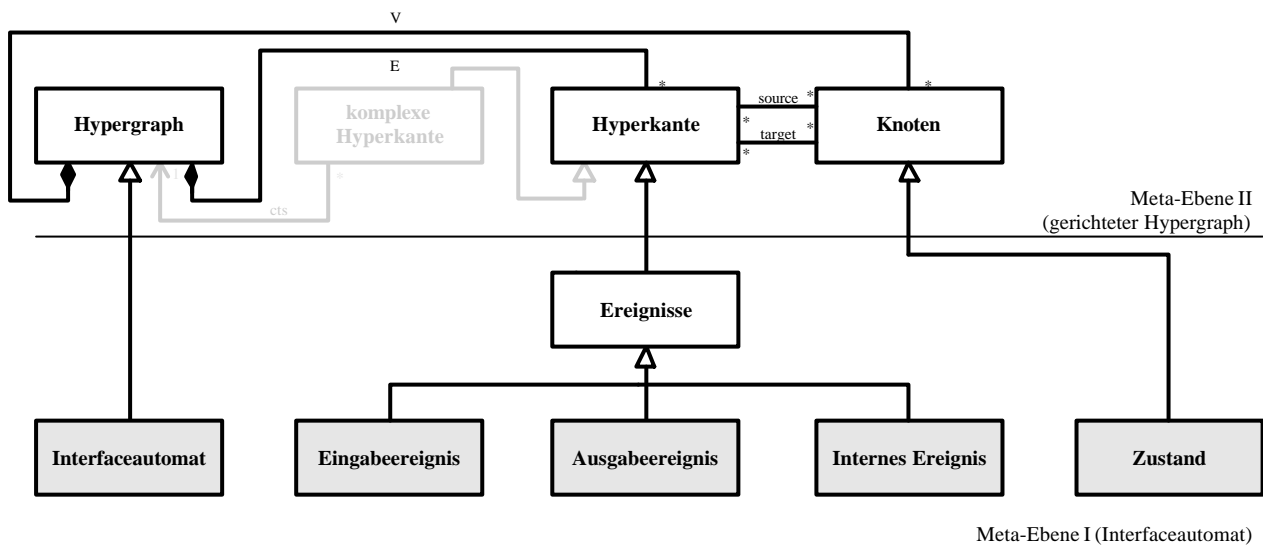 V
E
*
*
Hypergraph
komplexe
Hyperkante
Hyperkante
source
*
*
target
*
*
Knoten
1
*
cts
Meta-Ebene II
(gerichteter Hypergraph)
Ereignisse
Interfaceautomat
Eingabeereignis
Ausgabeereignis
Internes Ereignis
Zustand
Meta-Ebene I (Interfaceautomat)